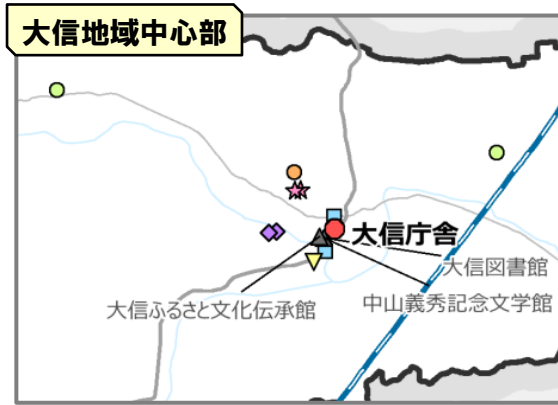 大信地域中心部
大信庁舎
大信図書館
中山義秀記念文学館
大信ふるさと文化伝承館